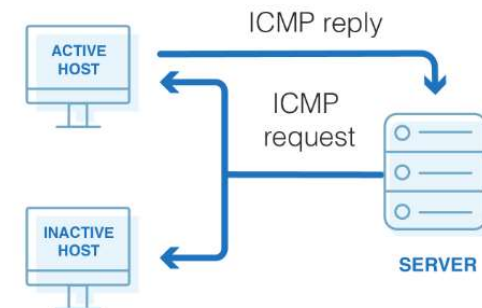 ICMP reply
ACTIVE
HOST
ICMP
request
INACTIVE
HOST
SERVER